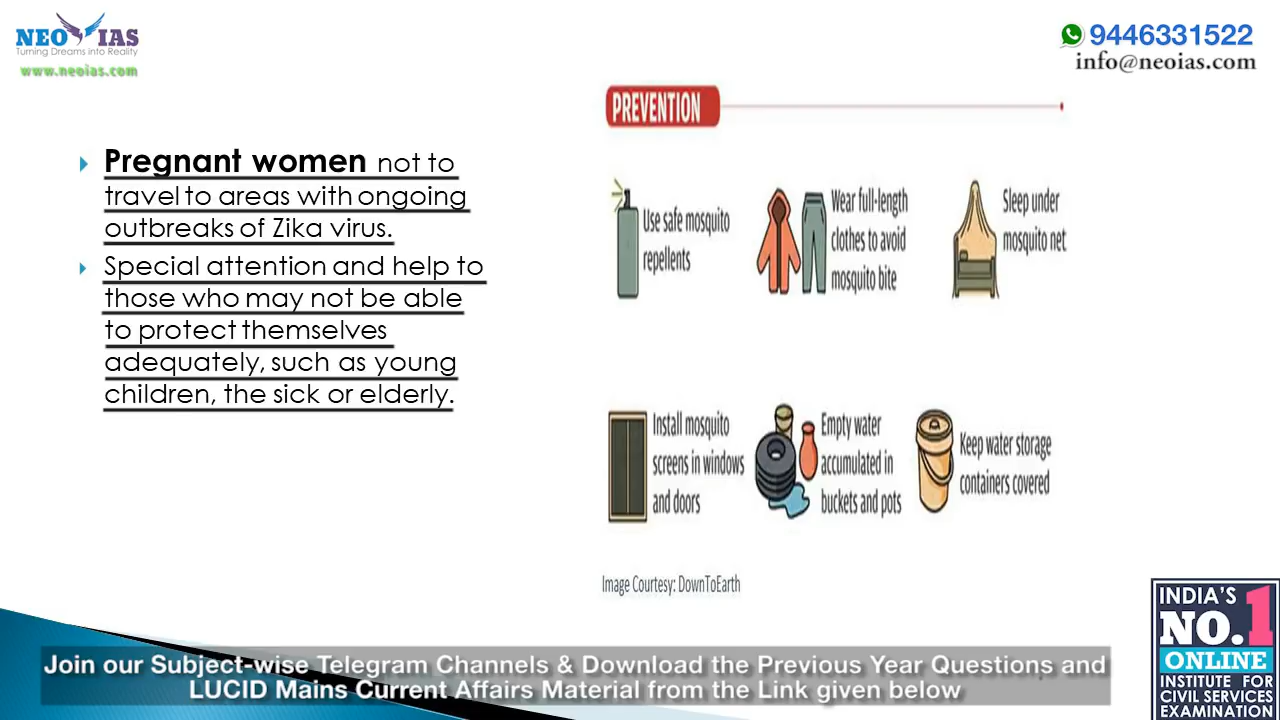 NEO IAS
Turning Dreams into Reality
www.neoias.com
9446331522
info@neoias.com
PREVENTION
Pregnant women not to
travel to areas with ongoing
outbreaks of Zika virus.
Special attention and help to
those who may not be able
to protect themselves
adequately, such as young
children, the sick or elderly.
Use safe mosquito
repellents
Wear full-length
clothes to avoid
mosquito bite
Sleep under
mosquito net
Install mosquito
screens in windows
and doors
Empty water
accumulated in
buckets and pots
Keep water storage
containers covered
Image Courtesy: DownToEarth
Join our Subject-wise Telegram Channels & Download the Previous Year Questions and
LUCID Mains Current Affairs Material from the Link given below
INDIA'S
NO.1
ONLINE
INSTITUTE FOR
CIVIL SERVICES
EXAMINATION